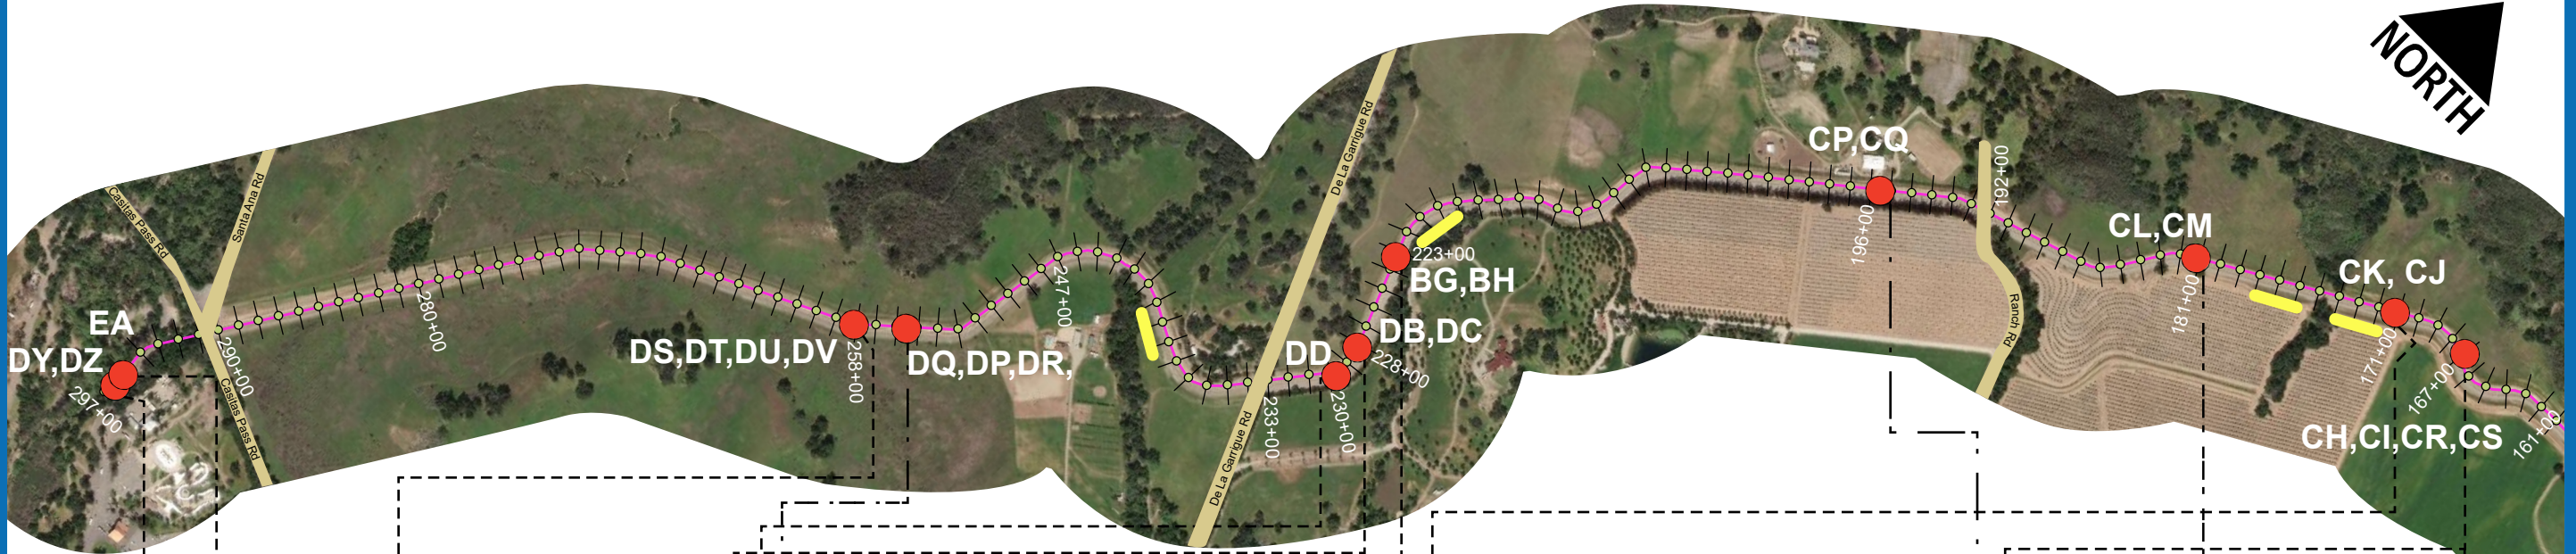 NORTH
CP,CQ
192+00
Casitas Pass Rd
Santa Ana Rd
De La Garrigue Rd
196+00
CL,CM
223+00
BG,BH
CK, CJ
181+00
EA
DY,DZ
280+00
247+00
290+00
DS,DT,DU,DV
258+00
DQ,DP,DR,
DD
DB,DC
228+00
Ranch Rd
171+00
167+00
297+00
Casitas Pass Rd
De La Garrigue Rd
233+00
230+00
CH,CI,CR,CS
161+00